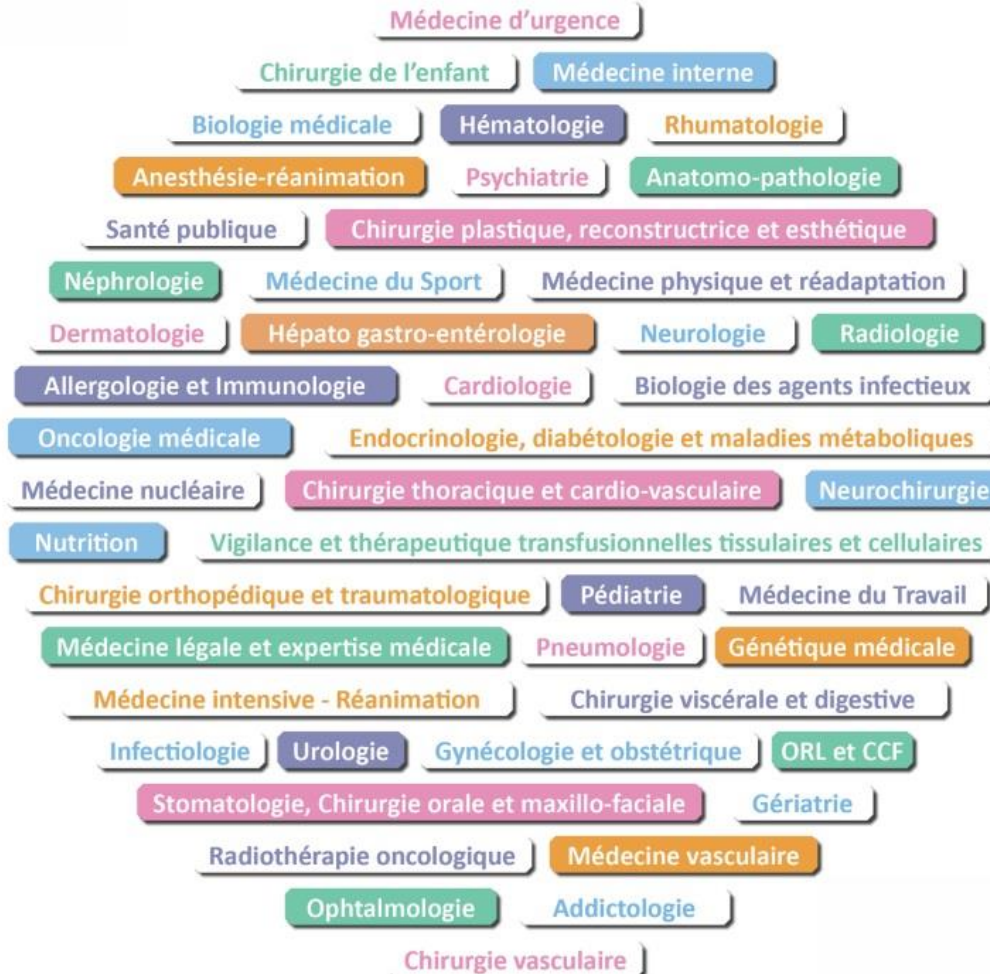 Médecine d'urgence
Chirurgie de l'enfant Médecine interne
Biologie médicale Hématologie Rhumatologie
Anesthésie-réanimation Psychiatrie Anatomo-pathologie
Santé publique Chirurgie plastique, reconstructrice et esthétique
Néphrologie Médecine du Sport Médecine physique et réadaptation
Dermatologie Hépato gastro-entérologie Neurologie Radiologie
Allergologie et Immunologie Cardiologie Biologie des agents infectieux
Oncologie médicale Endocrinologie, diabétologie et maladies métaboliques
Médecine nucléaire Chirurgie thoracique et cardio-vasculaire Neurochirurgie
Nutrition Vigilance et thérapeutique transfusionnelles tissulaires et cellulaires
Chirurgie orthopédique et traumatologique Pédiatrie Médecine du Travail
Médecine légale et expertise médicale Pneumologie Génétique médicale
Médecine intensive - Réanimation Chirurgie viscérale et digestive
Infectiologie Urologie Gynécologie et obstétrique ORL et CCF
Stomatologie, Chirurgie orale et maxillo-faciale Gériatrie
Radiothérapie oncologique Médecine vasculaire
Ophtalmologie Addictologie
Chirurgie vasculaire